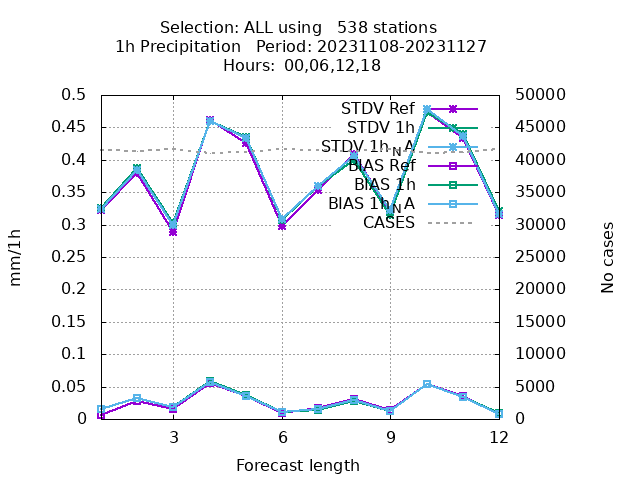 Selection: ALL using 538 stations
1h Precipitation Period: 20231108-20231127
Hours: 00,06,12,18
0.5 50000
0.45 STDV Ref 45000
STDV 1h
0.4 STDV 1hNA 40000
BIAS Ref
0.35 BIAS 1h 35000
BIAS 1hNA
0.3 CASES 30000
0.25 25000
0.2 20000
0.15 15000
0.1 10000
0.05 5000
0 0
3 6 9 12
mm/1h
No cases
Forecast length